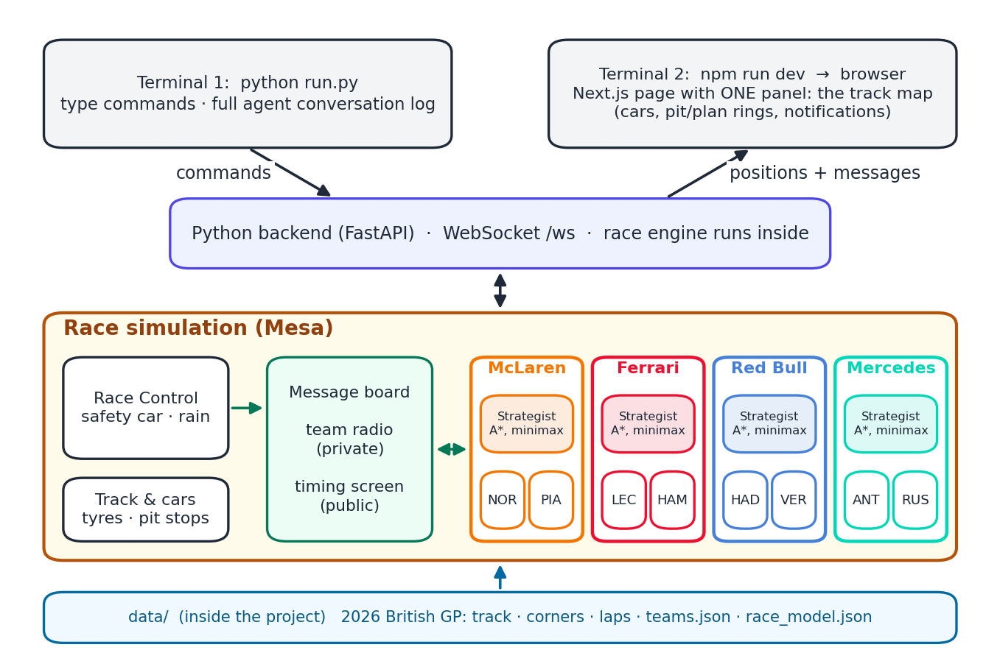 Terminal 1:  python run.py
type commands · full agent conversation log
Terminal 2:  npm run dev  →  browser
Next.js page with ONE panel: the track map
(cars, pit/plan rings, notifications)
commands
positions + messages
Python backend (FastAPI)  ·  WebSocket /ws  ·  race engine runs inside
Race simulation (Mesa)
Race Control
safety car · rain
Track & cars
tyres · pit stops
Message board
team radio
(private)
timing screen
(public)
McLaren
Strategist
A*, minimax
NOR
PIA
Ferrari
Strategist
A*, minimax
LEC
HAM
Red Bull
Strategist
A*, minimax
HAD
VER
Mercedes
Strategist
A*, minimax
ANT
RUS
data/  (inside the project)   2026 British GP: track · corners · laps · teams.json · race_model.json